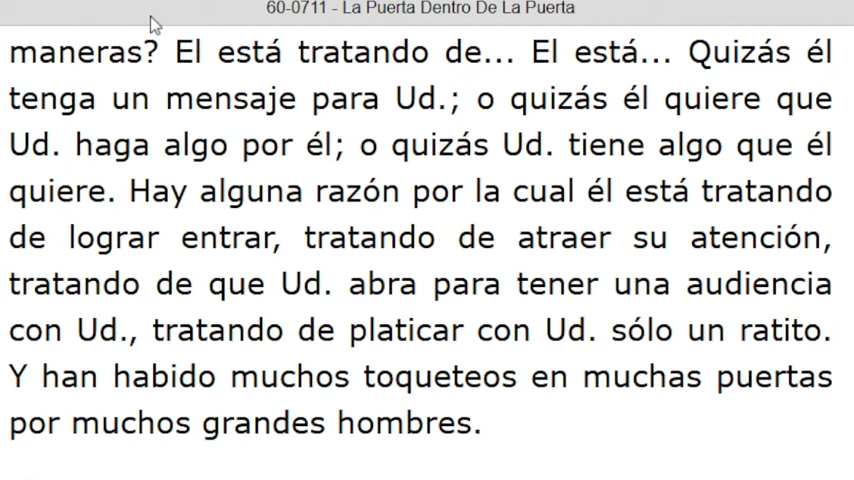 60-0711 - La Puerta Dentro De La Puerta
maneras? El está tratando de... El está... Quizás él
tenga un mensaje para Ud.; o quizás él quiere que
Ud. haga algo por él; o quizás Ud. tiene algo que él
quiere. Hay alguna razón por la cual él está tratando
de lograr entrar, tratando de atraer su atención,
tratando de que Ud. abra para tener una audiencia
con Ud., tratando de platicar con Ud. sólo un ratito.
Y han habido muchos toqueteos en muchas puertas
por muchos grandes hombres.